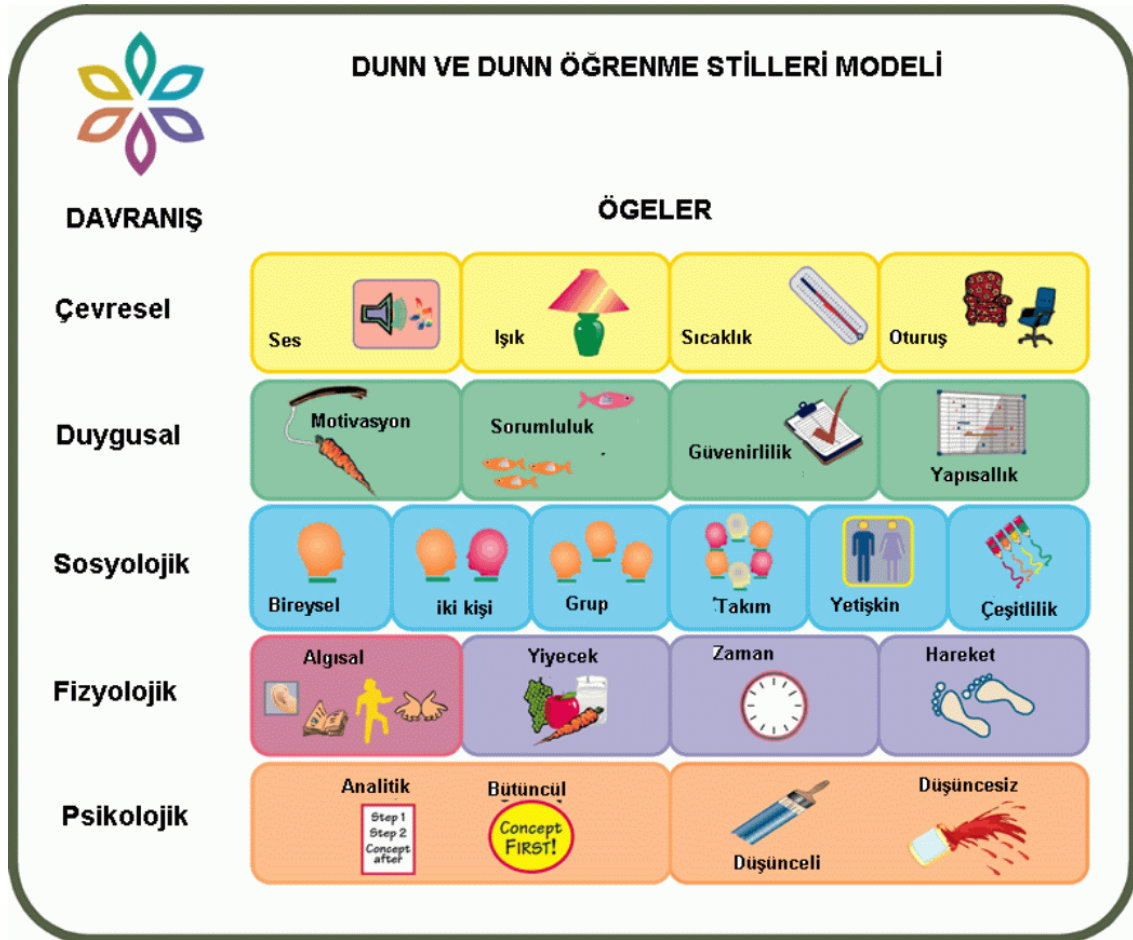 DUNN VE DUNN ÖĞRENME STİLLERİ MODELİ
DAVRANIŞ
ÖGELER
Çevresel
Ses
Işık
Sıcaklık
Oturuş
Duygusal
Motivasyon
Sorumluluk
Güvenirlilik
Yapısallık
Sosyolojik
Bireysel
iki kişi
Grup
Takım
Yetişkin
Çeşitlilik
Fizyolojik
Algısal
Yiyecek
Zaman
Hareket
Psikolojik
Analitik
Step 1
Step 2
Concept
after
Bütüncül
Concept
FIRST!
Düşünceli
Düşüncesiz